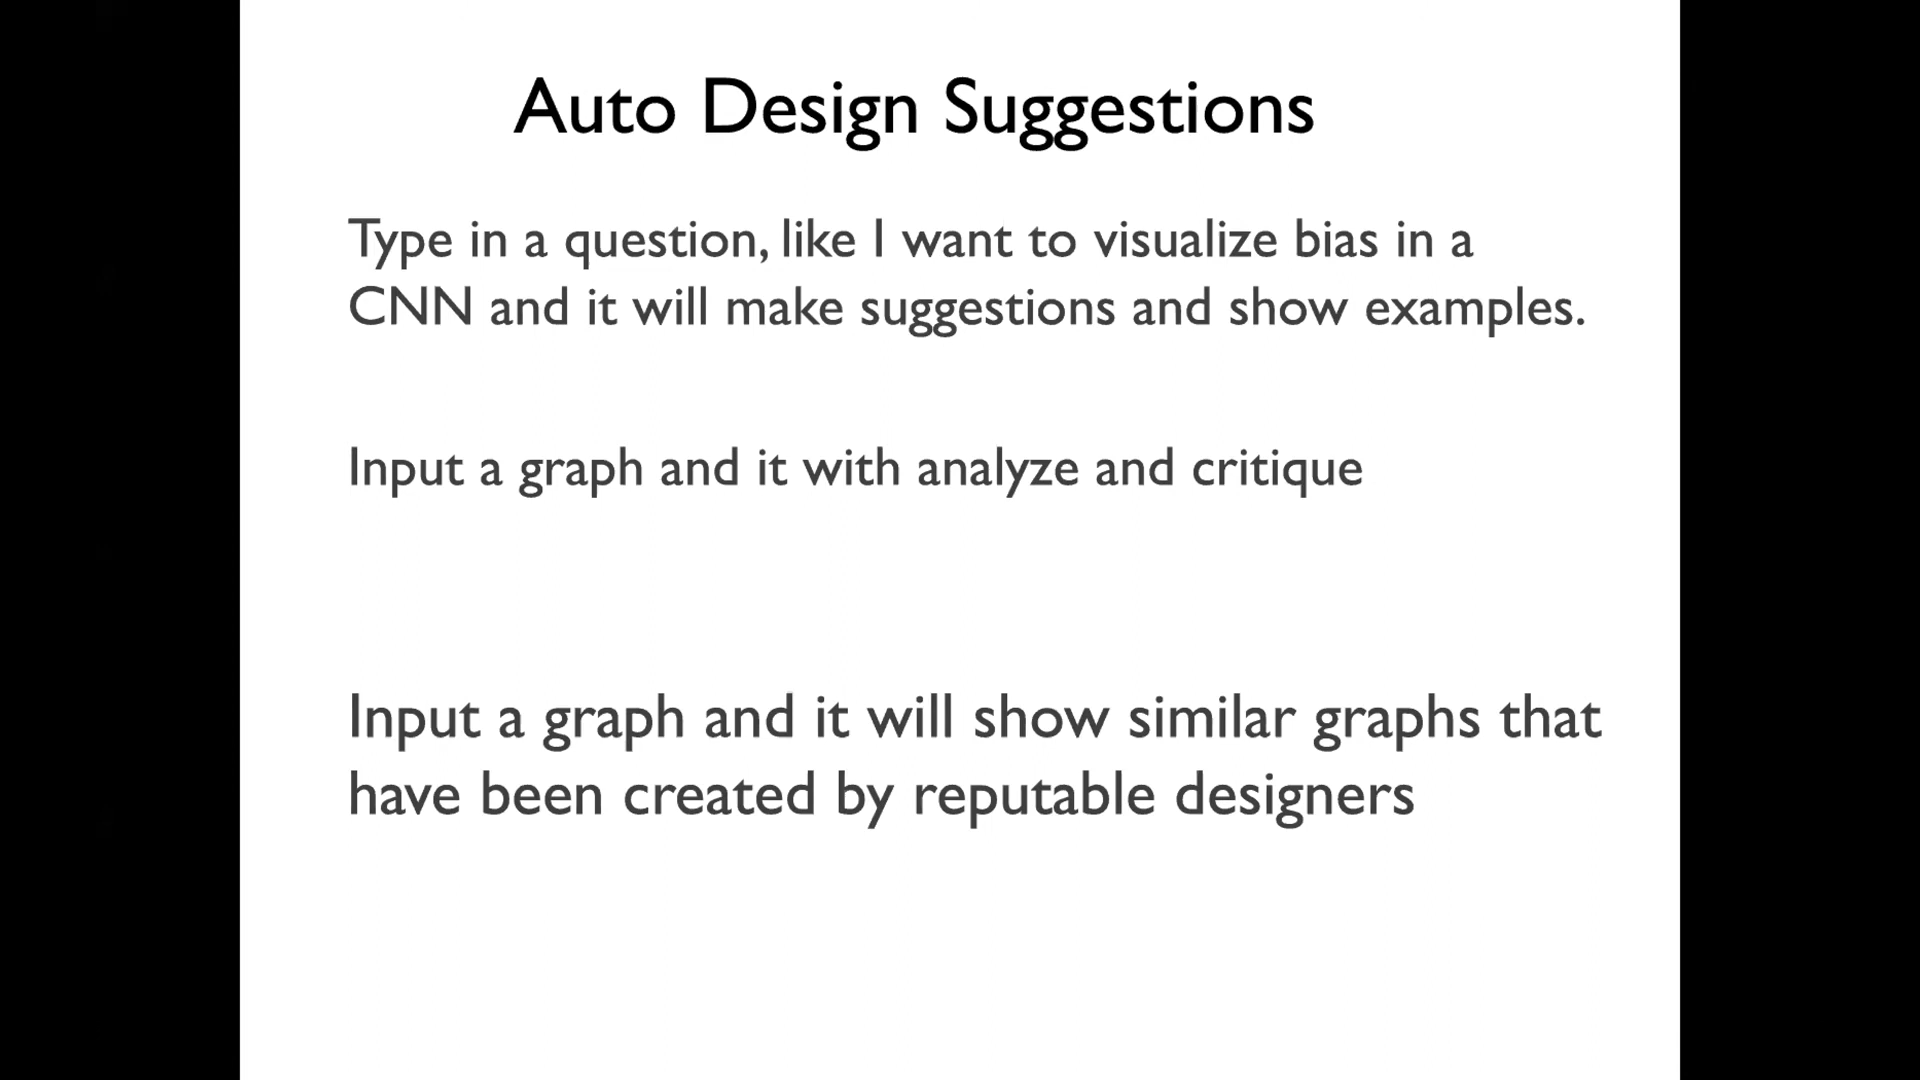 Auto Design Suggestions
Type in a question, like I want to visualize bias in a
CNN and it will make suggestions and show examples.
Input a graph and it with analyze and critique
Input a graph and it will show similar graphs that
have been created by reputable designers